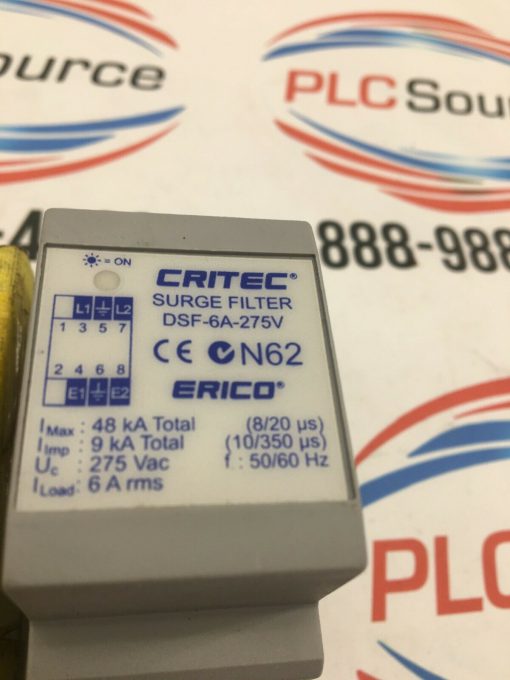 Source
PLC Source
888-988
= ON
CRITEC®
SURGE FILTER
DSF-6A-275V
L1 L2
1 3 5 7
2 4 6 8
E1 E2
CE N62
ERICO®
IMax : 48 kA Total (8/20 µs)
IImp : 9 kA Total (10/350 µs)
Uc : 275 Vac f : 50/60 Hz
ILoad : 6 A rms
PLC